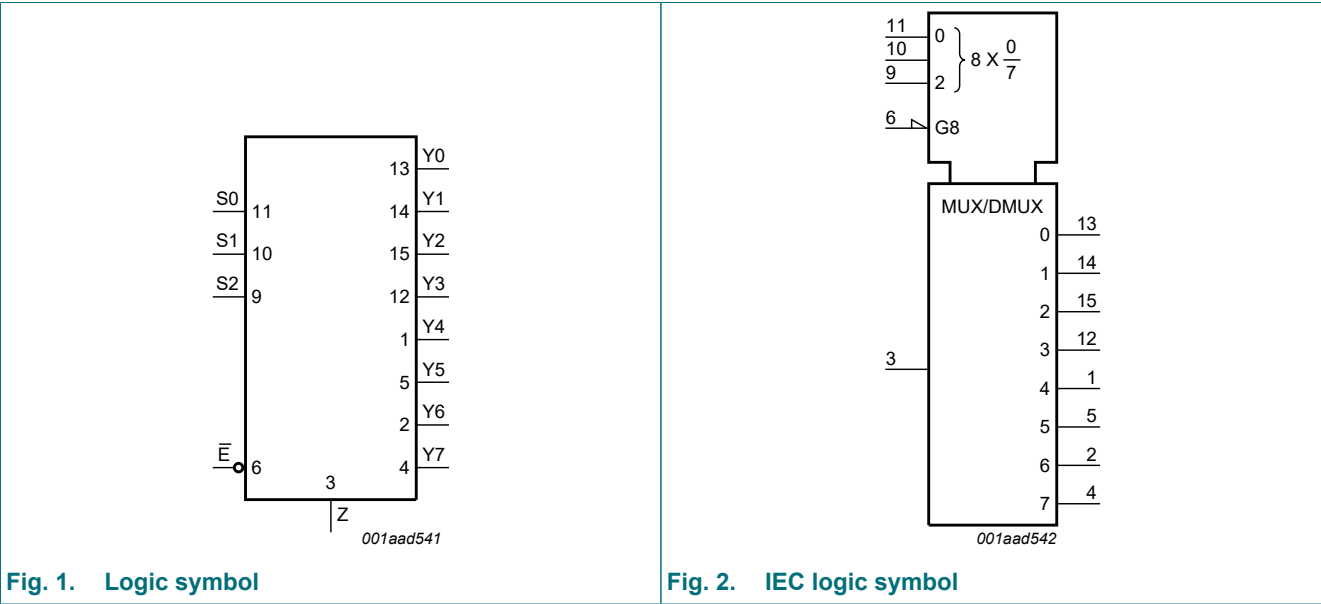 13 Y0
S0 11 14 Y1
S1 10 15 Y2
S2 9 12 Y3
1 Y4
5 Y5
2 Y6
E̅ 6 4 Y7
3
Z
001aad541
Fig. 1. Logic symbol
11 0
10 8 X 0/7
9 2
6 G8
MUX/DMUX
0 13
1 14
2 15
3 12
3
4 1
5 5
6 2
7 4
001aad542
Fig. 2. IEC logic symbol